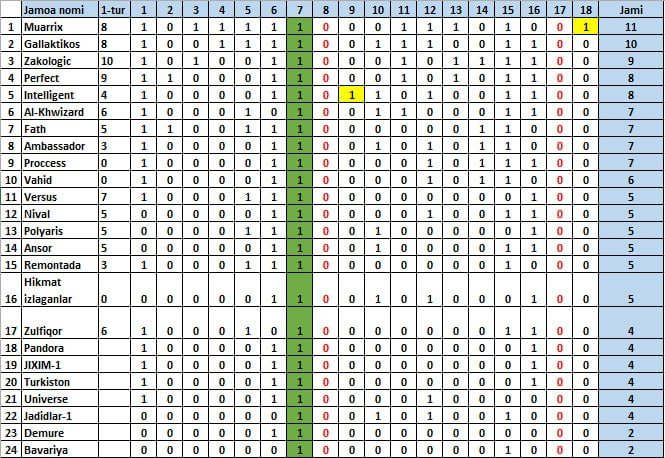 Jamoa nomi 1-tur 1 2 3 4 5 6 7 8 9 10 11 12 13 14 15 16 17 18 Jami
1 Muarrix 8 1 0 1 1 1 1 1 0 0 0 1 1 1 0 1 0 0 1 11
2 Gallaktikos 8 1 0 0 1 1 1 1 0 0 1 1 1 0 0 1 1 0 0 10
3 Zakologic 10 1 0 1 0 0 1 1 0 0 0 1 0 1 1 1 1 0 0 9
4 Perfect 9 1 1 0 0 0 1 1 0 0 0 1 1 0 1 0 1 0 0 8
5 Intelligent 4 1 0 0 0 0 1 1 0 1 1 0 1 0 0 1 1 0 0 8
6 Al-Khwizard 6 1 0 0 0 1 0 1 0 0 1 1 0 0 0 1 1 0 0 7
7 Fath 5 1 1 0 0 0 1 1 0 0 0 0 0 0 1 1 1 0 0 7
8 Ambassador 3 1 0 0 0 0 1 1 0 0 1 0 1 0 0 1 1 0 0 7
9 Proccess 0 1 0 0 0 0 1 1 0 0 0 0 1 0 1 1 1 0 0 7
10 Vahid 0 1 0 0 0 0 1 1 0 0 0 0 1 0 1 1 0 0 0 6
11 Versus 7 1 0 0 0 1 1 1 0 0 0 0 0 0 0 0 1 0 0 5
12 Nival 5 0 0 0 0 0 1 1 0 0 0 0 1 0 0 1 1 0 0 5
13 Polyaris 5 0 0 0 0 1 1 1 0 0 1 0 0 0 0 0 1 0 0 5
14 Ansor 5 0 0 0 0 0 1 1 0 0 1 0 0 0 0 1 1 0 0 5
15 Remontada 3 1 0 0 0 1 1 1 0 0 0 0 0 0 0 1 0 0 0 5
Hikmat
16 izlaganlar 0 0 0 0 0 0 1 1 0 0 1 0 1 0 0 0 1 0 0 5
17 Zulfiqor 6 1 0 0 0 1 0 1 0 0 0 0 0 0 0 1 0 0 0 4
18 Pandora 1 0 0 0 0 1 1 0 0 0 0 0 0 0 0 1 0 0 4
19 JIXIM-1 1 0 0 0 0 1 1 0 0 0 0 0 0 0 0 1 0 0 4
20 Turkiston 1 0 0 0 0 1 1 0 0 0 0 0 0 0 0 1 0 0 4
21 Universe 1 0 0 0 0 1 1 0 0 0 0 1 0 0 0 0 0 0 4
22 Jadidlar-1 0 0 0 0 0 0 1 0 0 1 0 1 0 0 1 0 0 0 4
23 Demure 0 0 0 0 0 1 1 0 0 0 0 0 0 0 0 0 0 0 2
24 Bavariya 0 0 0 0 0 0 1 0 0 0 0 0 0 0 1 0 0 0 2